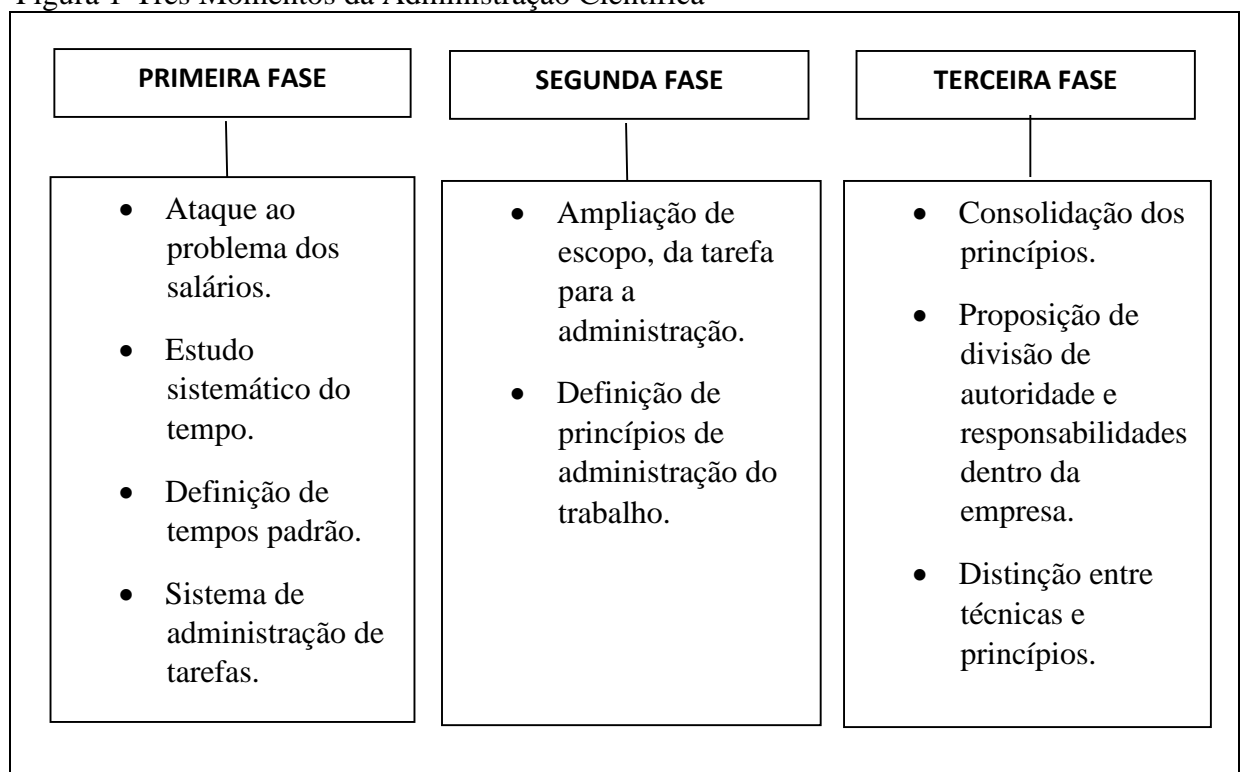 Figura 1 Três Momentos da Administração Científica
PRIMEIRA FASE
• Ataque ao
problema dos
salários.
• Estudo
sistemático do
tempo.
• Definição de
tempos padrão.
• Sistema de
administração de
tarefas.
SEGUNDA FASE
• Ampliação de
escopo, da tarefa
para a
administração.
• Definição de
princípios de
administração do
trabalho.
TERCEIRA FASE
• Consolidação dos
princípios.
• Proposição de
divisão de
autoridade e
responsabilidades
dentro da
empresa.
• Distinção entre
técnicas e
princípios.